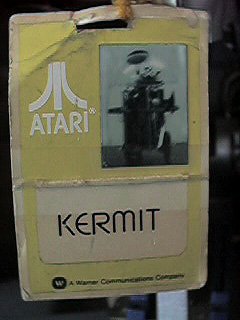 ATARI®
KERMIT
A Warner Communications Company